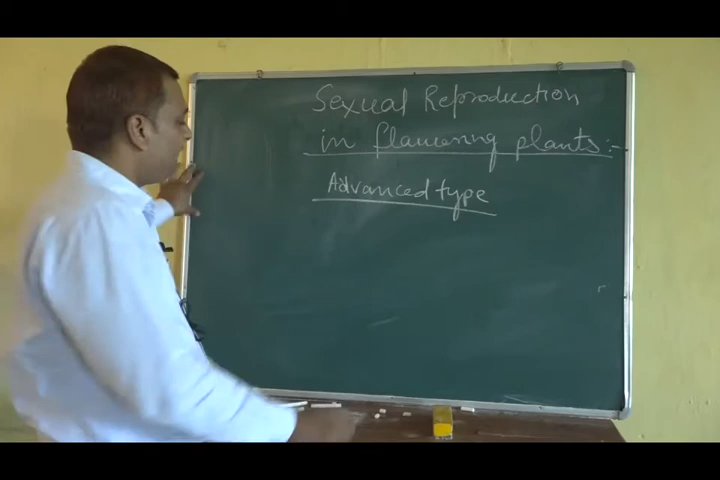 Sexual Reproduction
in flowering plants:-
Advanced type